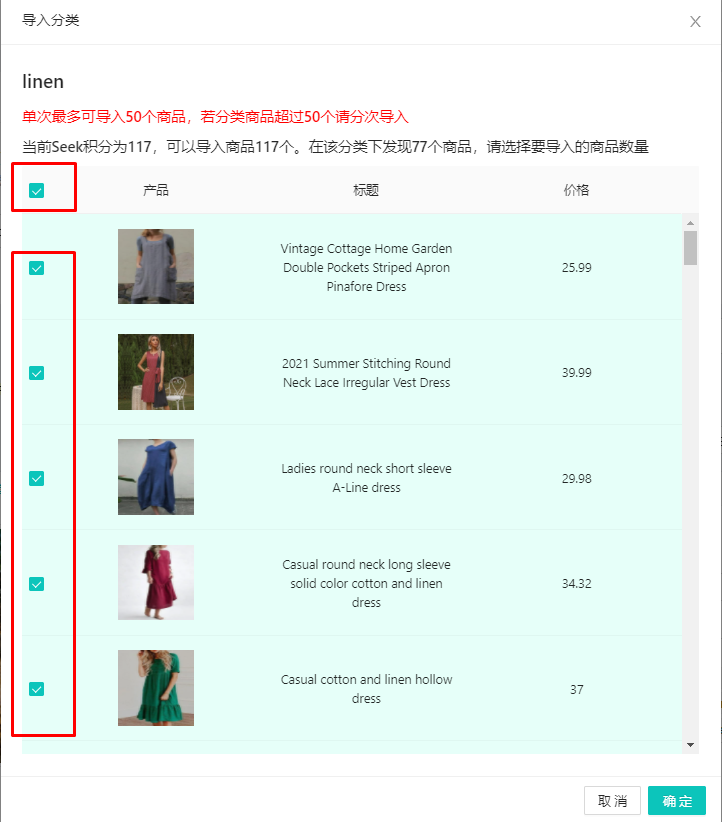 导入分类
linen
单次最多可导入50个商品，若分类商品超过50个请分次导入
当前Seek积分为117，可以导入商品117个。在该分类下发现77个商品，请选择要导入的商品数量
产品 标题 价格
Vintage Cottage Home Garden
Double Pockets Striped Apron
Pinafore Dress
25.99
2021 Summer Stitching Round
Neck Lace Irregular Vest Dress
39.99
Ladies round neck short sleeve
A-Line dress
29.98
Casual round neck long sleeve
solid color cotton and linen
dress
34.32
Casual cotton and linen hollow
dress
37
取消 确定